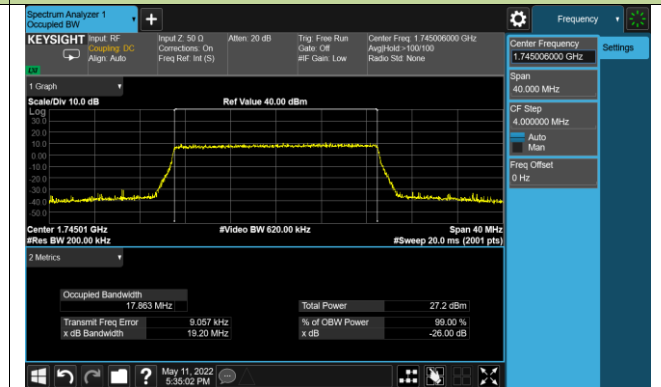 Spectrum Analyzer 1
Occupied BW
+
Frequency
KEYSIGHT
Input: RF
Coupling: DC
Align: Auto
Input Z: 50 Ω
Corrections: On
Freq Ref: Int (S)
Atten: 20 dB
Trig: Free Run
Gate: Off
#IF Gain: Low
Center Freq: 1.745006000 GHz
Avg|Hold:>100/100
Radio Std: None
Center Frequency
1.745006000 GHz
Settings
Span
40.000 MHz
CF Step
4.000000 MHz
Auto
Man
Freq Offset
0 Hz
1 Graph
Scale/Div 10.0 dB
Ref Value 40.00 dBm
Log
30.0
20.0
10.0
0.00
-10.0
-20.0
-30.0
-40.0
-50.0
Center 1.74501 GHz
#Video BW 620.00 kHz
Span 40 MHz
#Res BW 200.00 kHz
#Sweep 20.0 ms (2001 pts)
2 Metrics
Occupied Bandwidth
17.863 MHz
Total Power
27.2 dBm
Transmit Freq Error
9.057 kHz
% of OBW Power
99.00 %
x dB Bandwidth
19.20 MHz
x dB
-26.00 dB
?
May 11, 2022
5:35:02 PM